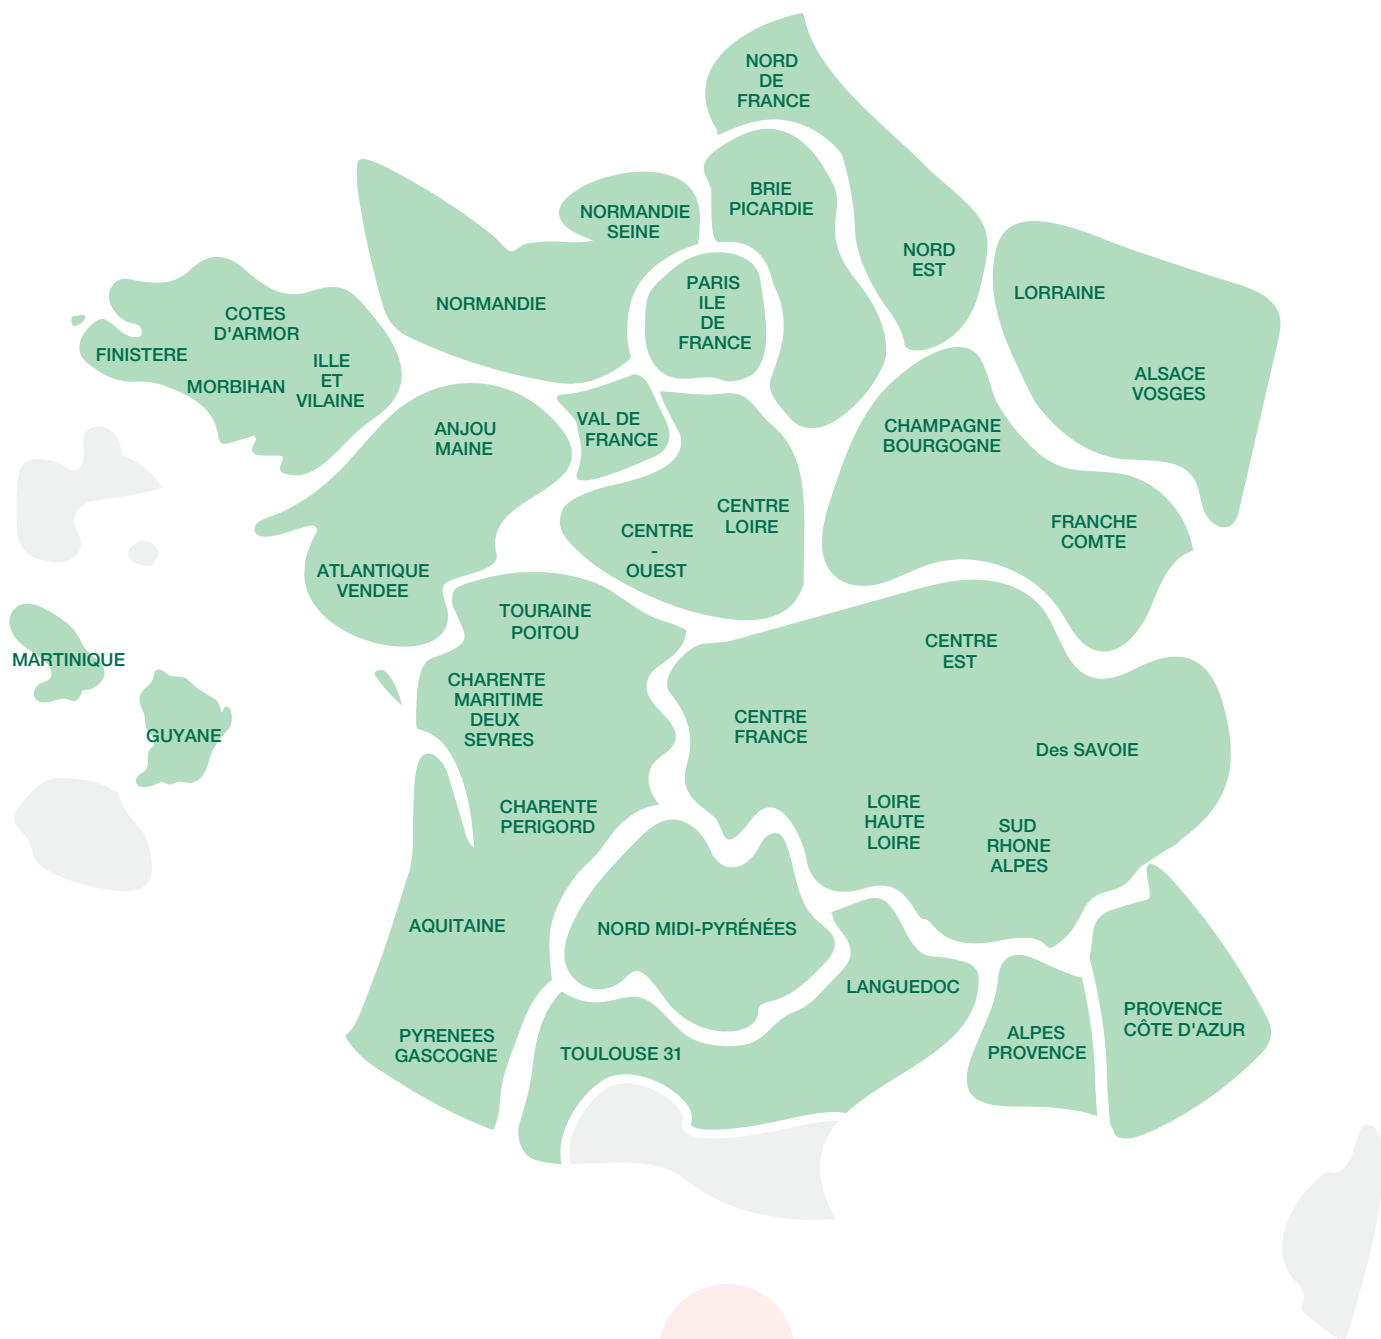 NORD
DE
FRANCE
BRIE
PICARDIE
NORMANDIE
SEINE
NORD
EST
PARIS
ILE
DE
FRANCE
LORRAINE
NORMANDIE
COTES
D'ARMOR
FINISTERE
ILLE
ET
VILAINE
MORBIHAN
ALSACE
VOSGES
ANJOU
MAINE
VAL DE
FRANCE
CHAMPAGNE
BOURGOGNE
CENTRE
LOIRE
CENTRE
-
OUEST
FRANCHE
COMTE
ATLANTIQUE
VENDEE
TOURAINE
POITOU
CENTRE
EST
MARTINIQUE
CHARENTE
MARITIME
DEUX
SEVRES
GUYANE
CENTRE
FRANCE
Des SAVOIE
CHARENTE
PERIGORD
LOIRE
HAUTE
LOIRE
SUD
RHONE
ALPES
AQUITAINE
NORD MIDI-PYRÉNÉES
LANGUEDOC
PROVENCE
CÔTE D'AZUR
PYRENEES
GASCOGNE
TOULOUSE 31
ALPES
PROVENCE